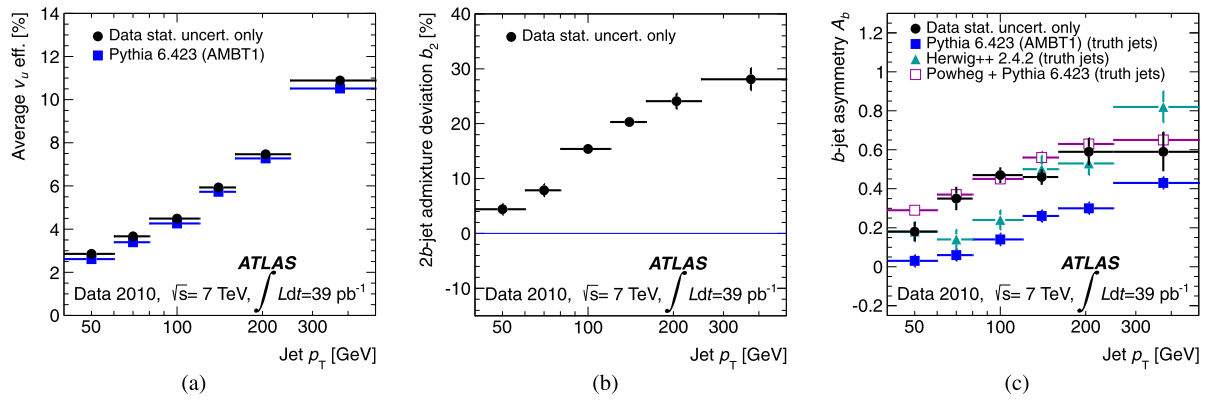 Average vu eff. [%]
14
12
10
8
6
4
2
0
Data stat. uncert. only
Pythia 6.423 (AMBT1)
ATLAS
Data 2010, √s= 7 TeV, ∫ Ldt=39 pb-1
50 100 200 300
Jet pT [GeV]
(a)
2b-jet admixture deviation b2 [%]
40
30
20
10
0
-10
Data stat. uncert. only
ATLAS
Data 2010, √s= 7 TeV, ∫ Ldt=39 pb-1
50 100 200 300
Jet pT [GeV]
(b)
b-jet asymmetry Ab
1.2
1
0.8
0.6
0.4
0.2
0
-0.2
Data stat. uncert. only
Pythia 6.423 (AMBT1) (truth jets)
Herwig++ 2.4.2 (truth jets)
Powheg + Pythia 6.423 (truth jets)
ATLAS
Data 2010, √s= 7 TeV, ∫ Ldt=39 pb-1
50 100 200 300
Jet pT [GeV]
(c)